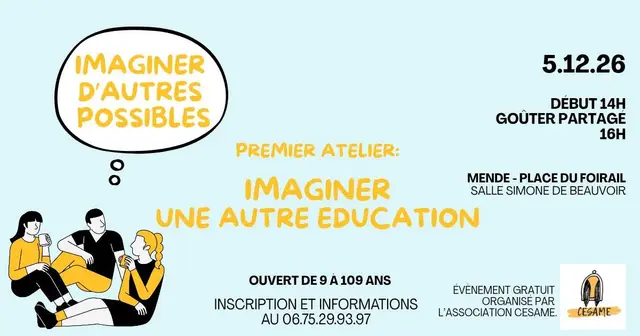 IMAGINER
D'AUTRES
POSSIBLES
5.12.26
DÉBUT 14H
GOÛTER PARTAGÉ
16H
PREMIER ATELIER:
IMAGINER
UNE AUTRE EDUCATION
MENDE - PLACE DU FOIRAIL
SALLE SIMONE DE BEAUVOIR
OUVERT DE 9 À 109 ANS
INSCRIPTION ET INFORMATIONS
AU 06.75.29.93.97
ÉVÈNEMENT GRATUIT
ORGANISÉ PAR
L'ASSOCIATION CESAME.
CESAME